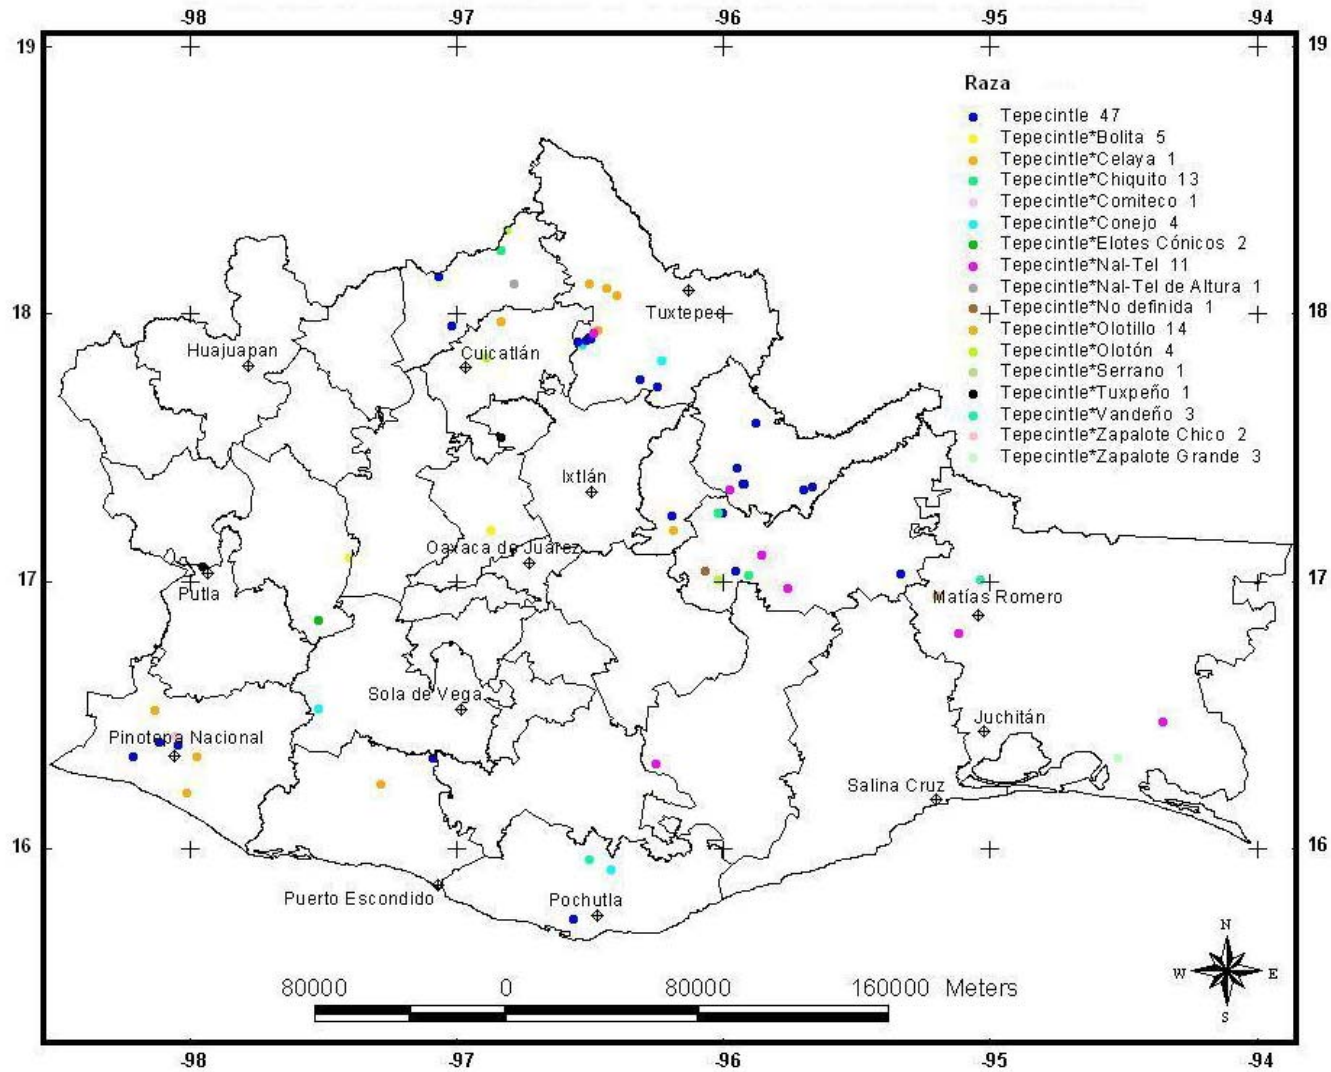 -98 -97 -96 -95 -94
19 19
Raza
Tepecintle 47
Tepecintle*Bolita 5
Tepecintle*Celaya 1
Tepecintle*Chiquito 13
Tepecintle*Comiteco 1
Tepecintle*Conejo 4
Tepecintle*Elotes Cónicos 2
Tepecintle*Nal-Tel 11
Tepecintle*Nal-Tel de Altura 1
Tepecintle*No definida 1
Tepecintle*Olotillo 14
Tepecintle*Olotón 4
Tepecintle*Serrano 1
Tepecintle*Tuxpeño 1
Tepecintle*Vandeño 3
Tepecintle*Zapalote Chico 2
Tepecintle*Zapalote Grande 3
18 18
Tuxtepec
Huajuapan
Cuicatlán
Ixtlán
Oaxaca de Juárez
17 17
Putla
Matías Romero
Sola de Vega
Pinotepa Nacional
Juchitán
Salina Cruz
16 16
Puerto Escondido
Pochutla
N
W E
S
80000 0 80000 160000 Meters
-98 -97 -96 -95 -94